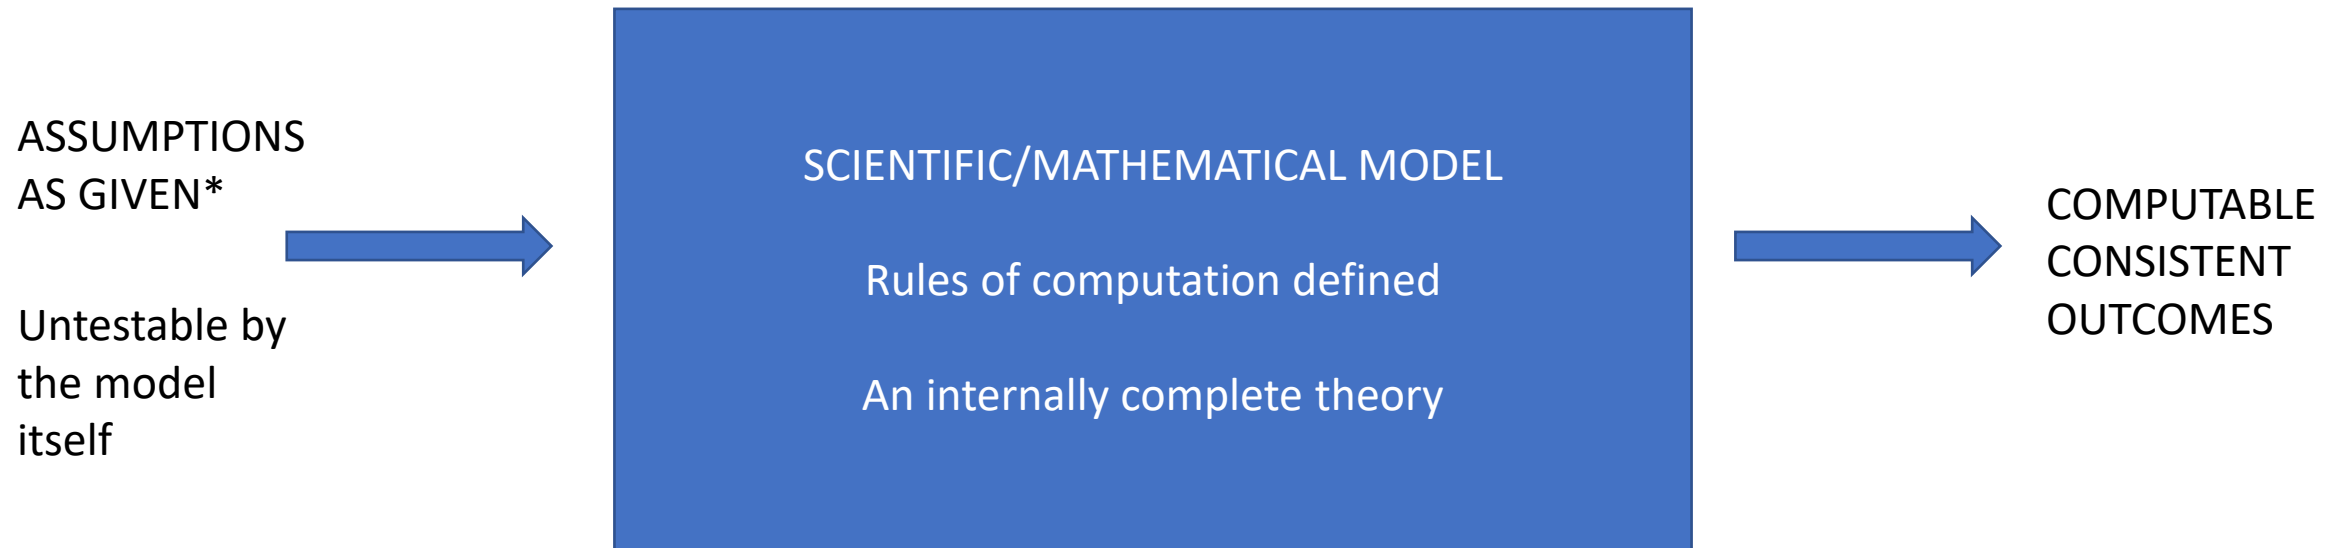 ASSUMPTIONS
AS GIVEN*
Untestable by
the model
itself
SCIENTIFIC/MATHEMATICAL MODEL
Rules of computation defined
An internally complete theory
COMPUTABLE
CONSISTENT
OUTCOMES